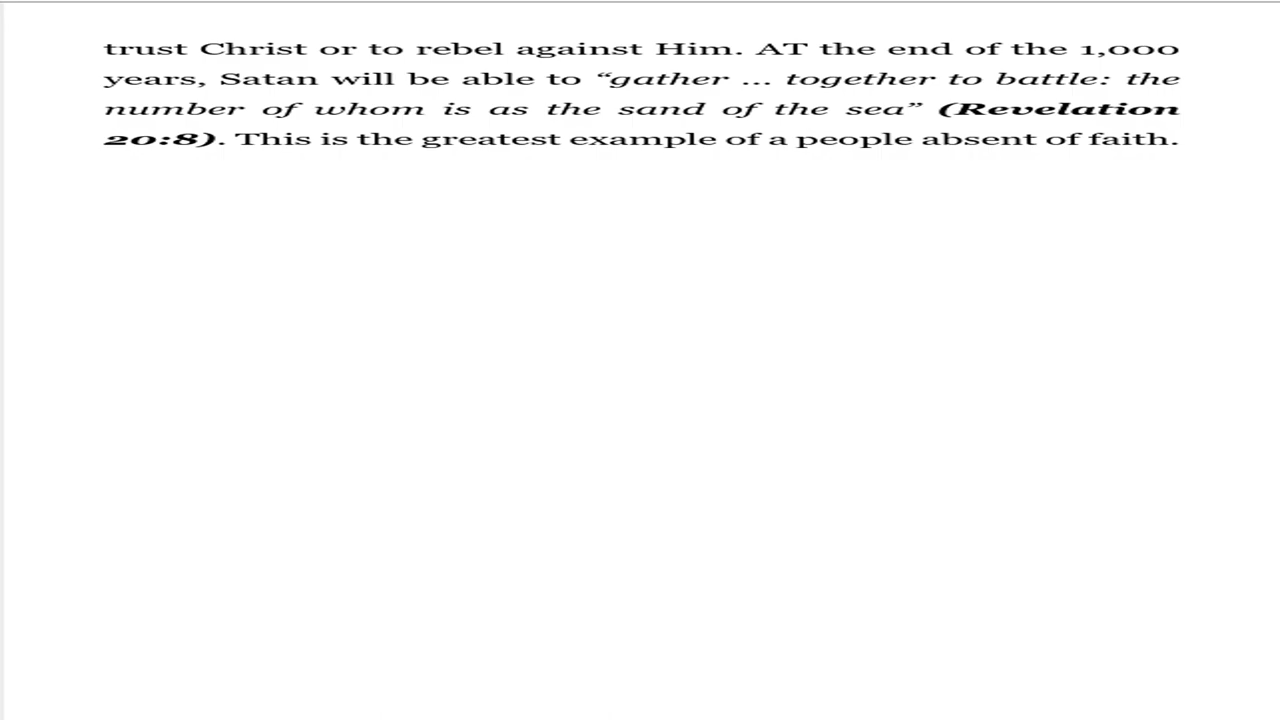 trust Christ or to rebel against Him. AT the end of the 1,000
years, Satan will be able to “gather ... together to battle: the
number of whom is as the sand of the sea” (Revelation
20:8). This is the greatest example of a people absent of faith.